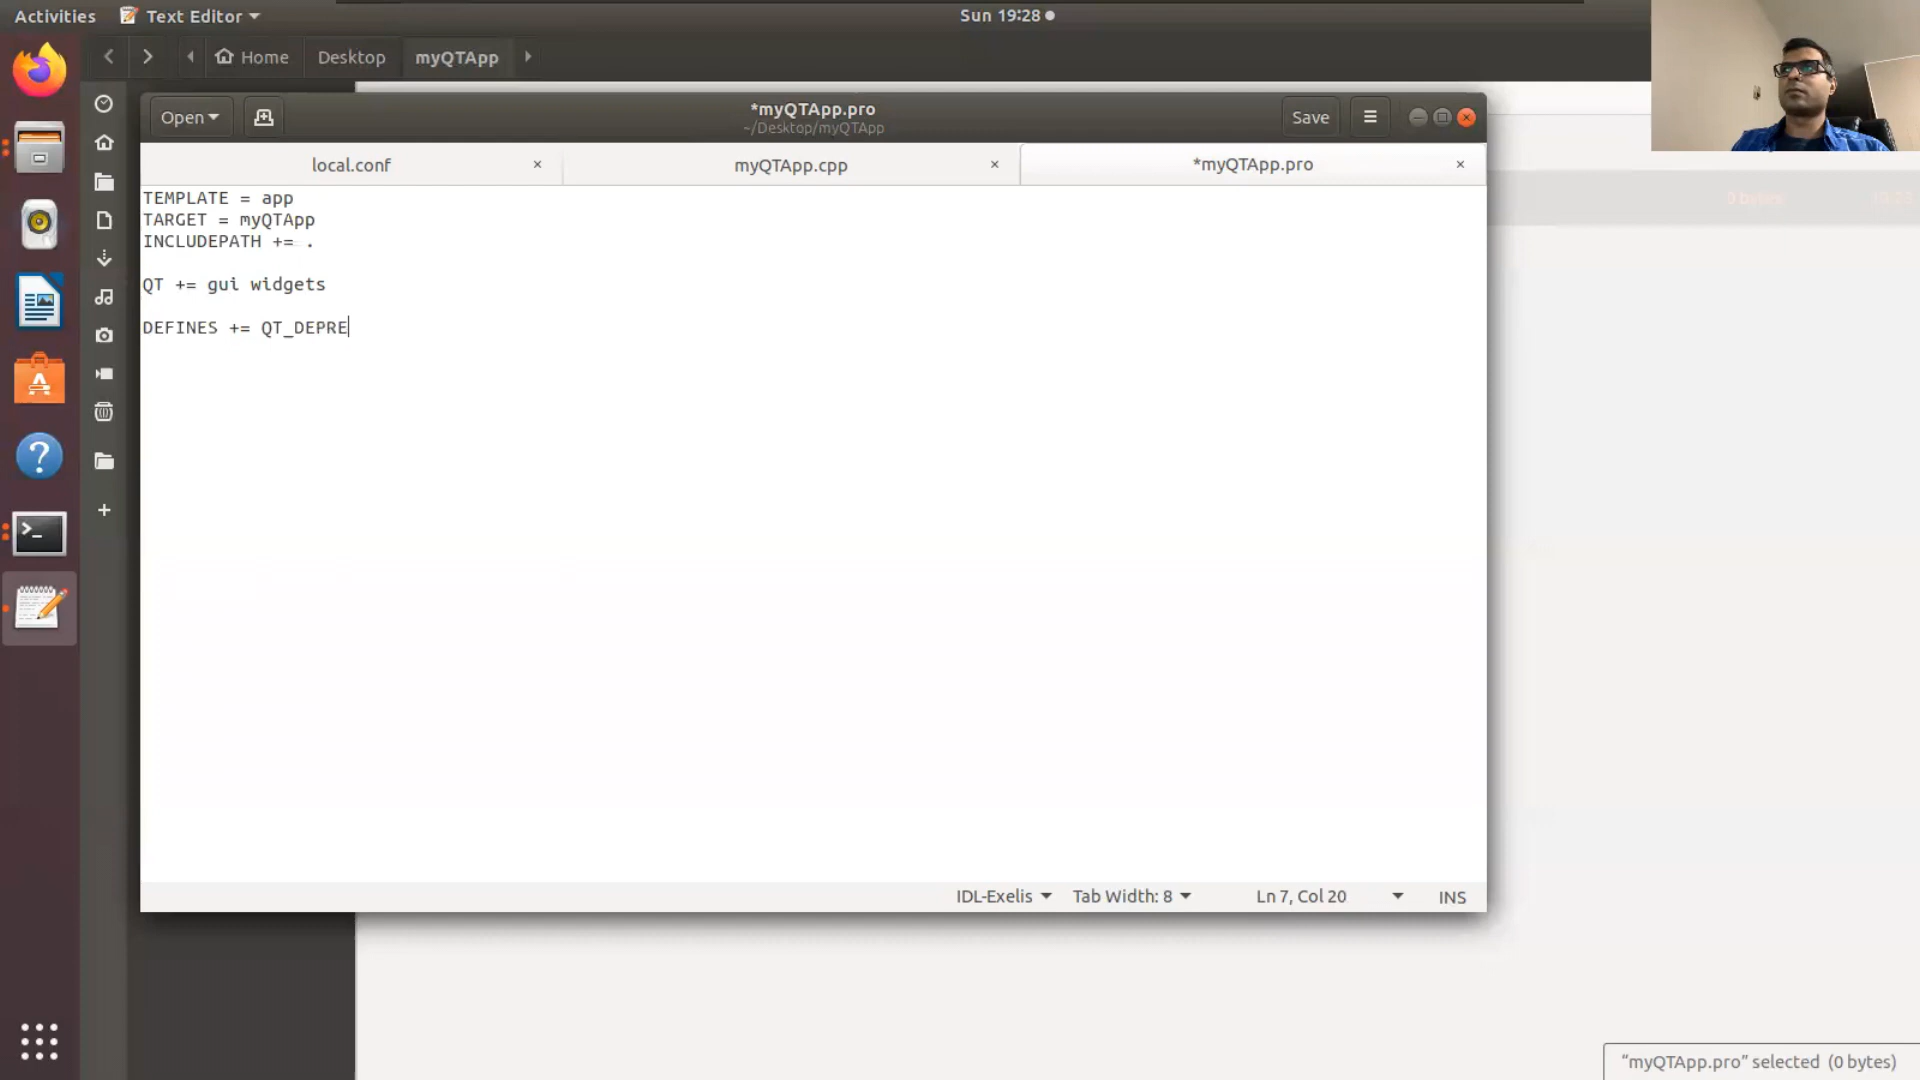 Activities
Text Editor
Sun 19:28
Home
Desktop
myQTApp
Open
*myQTApp.pro
~/Desktop/myQTApp
Save
local.conf
myQTApp.cpp
*myQTApp.pro
TEMPLATE = app
TARGET = myQTApp
INCLUDEPATH += .
QT += gui widgets
DEFINES += QT_DEPRE
0 bytes
IDL-Exelis
Tab Width: 8
Ln 7, Col 20
INS
“myQTApp.pro” selected (0 bytes)